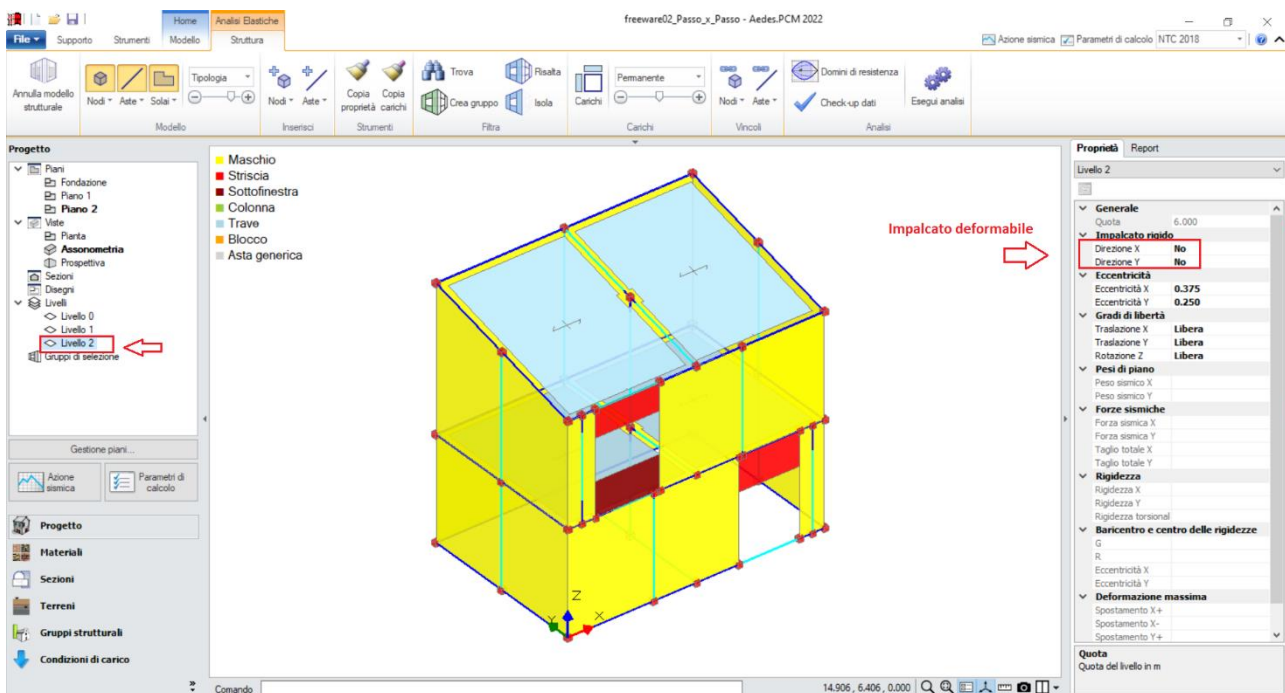 Home
Analisi Elastiche
freeware02_Passo_x_Passo - Aedes.PCM 2022
File
Supporto
Strumenti
Modello
Struttura
Azione sismica
Parametri di calcolo
NTC 2018
Annulla modello
strutturale
Nodi
Aste
Solai
Tipologia
Modello
Nodi
Aste
Inserisci
Copia
proprietà
Copia
carichi
Strumenti
Trova
Crea gruppo
Risalta
Isola
Filtra
Carichi
Permanente
Carichi
Nodi
Aste
Vincoli
Domini di resistenza
Check-up dati
Esegui analisi
Analisi
Progetto
Piani
Fondazione
Piano 1
Piano 2
Viste
Pianta
Assonometria
Prospettiva
Sezioni
Disegni
Livelli
Livello 0
Livello 1
Livello 2
Gruppi di selezione
Gestione piani...
Azione
sismica
Parametri di
calcolo
Progetto
Materiali
Sezioni
Terreni
Gruppi strutturali
Condizioni di carico
Maschio
Striscia
Sottofinestra
Colonna
Trave
Blocco
Asta generica
Impalcato deformabile
Z
X
Y
Comando
14.906 , 6.406 , 0.000
Proprietà
Report
Livello 2
Generale
Quota 6.000
Impalcato rigido
Direzione X No
Direzione Y No
Eccentricità
Eccentricità X 0.375
Eccentricità Y 0.250
Gradi di libertà
Traslazione X Libera
Traslazione Y Libera
Rotazione Z Libera
Pesi di piano
Peso sismico X
Peso sismico Y
Forze sismiche
Forza sismica X
Forza sismica Y
Taglio totale X
Taglio totale Y
Rigidezza
Rigidezza X
Rigidezza Y
Rigidezza torsional
Baricentro e centro delle rigidezze
G
R
Eccentricità X
Eccentricità Y
Deformazione massima
Spostamento X+
Spostamento X-
Spostamento Y+
Quota
Quota del livello in m